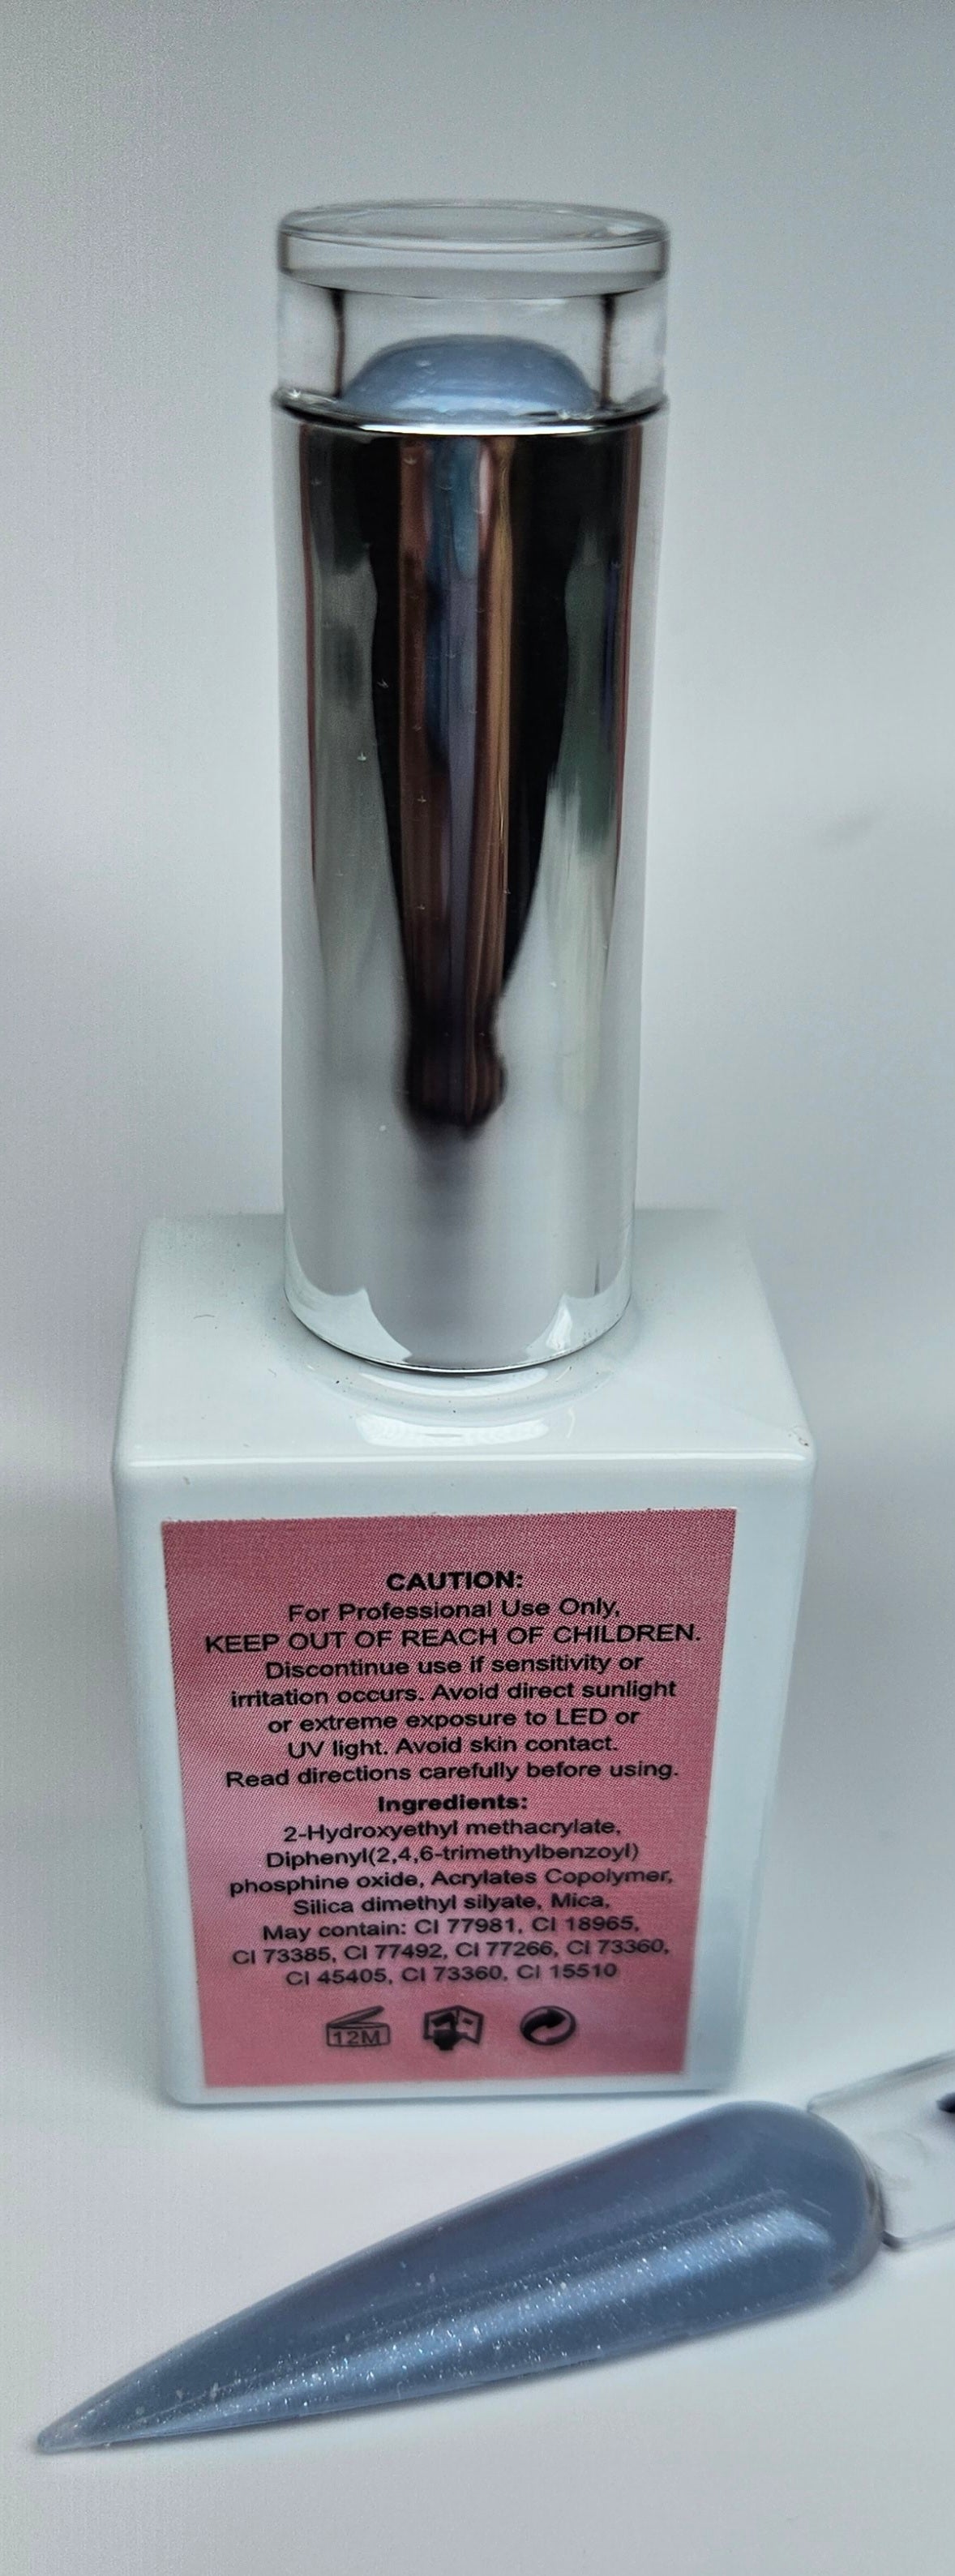 CAUTION:
For Professional Use Only,
KEEP OUT OF REACH OF CHILDREN.
Discontinue use if sensitivity or
irritation occurs. Avoid direct sunlight
or extreme exposure to LED or
UV light. Avoid skin contact.
Read directions carefully before using.
Ingredients:
2-Hydroxyethyl methacrylate,
Diphenyl(2,4,6-trimethylbenzoyl)
phosphine oxide, Acrylates Copolymer,
Silica dimethyl silyate, Mica,
May contain: CI 77981, CI 18965,
CI 73385, CI 77492, CI 77266, CI 73360,
CI 45405, CI 73360, CI 15510
12M